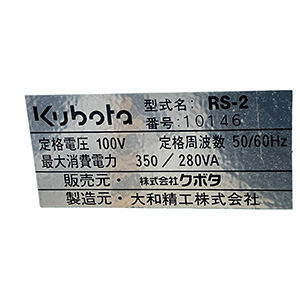 Kubota 型式名: RS-2
番号: 10146
定格電圧 100V 定格周波数 50/60Hz
最大消費電力 350/280VA
販売元・株式会社クボタ
製造元・大和精工株式会社